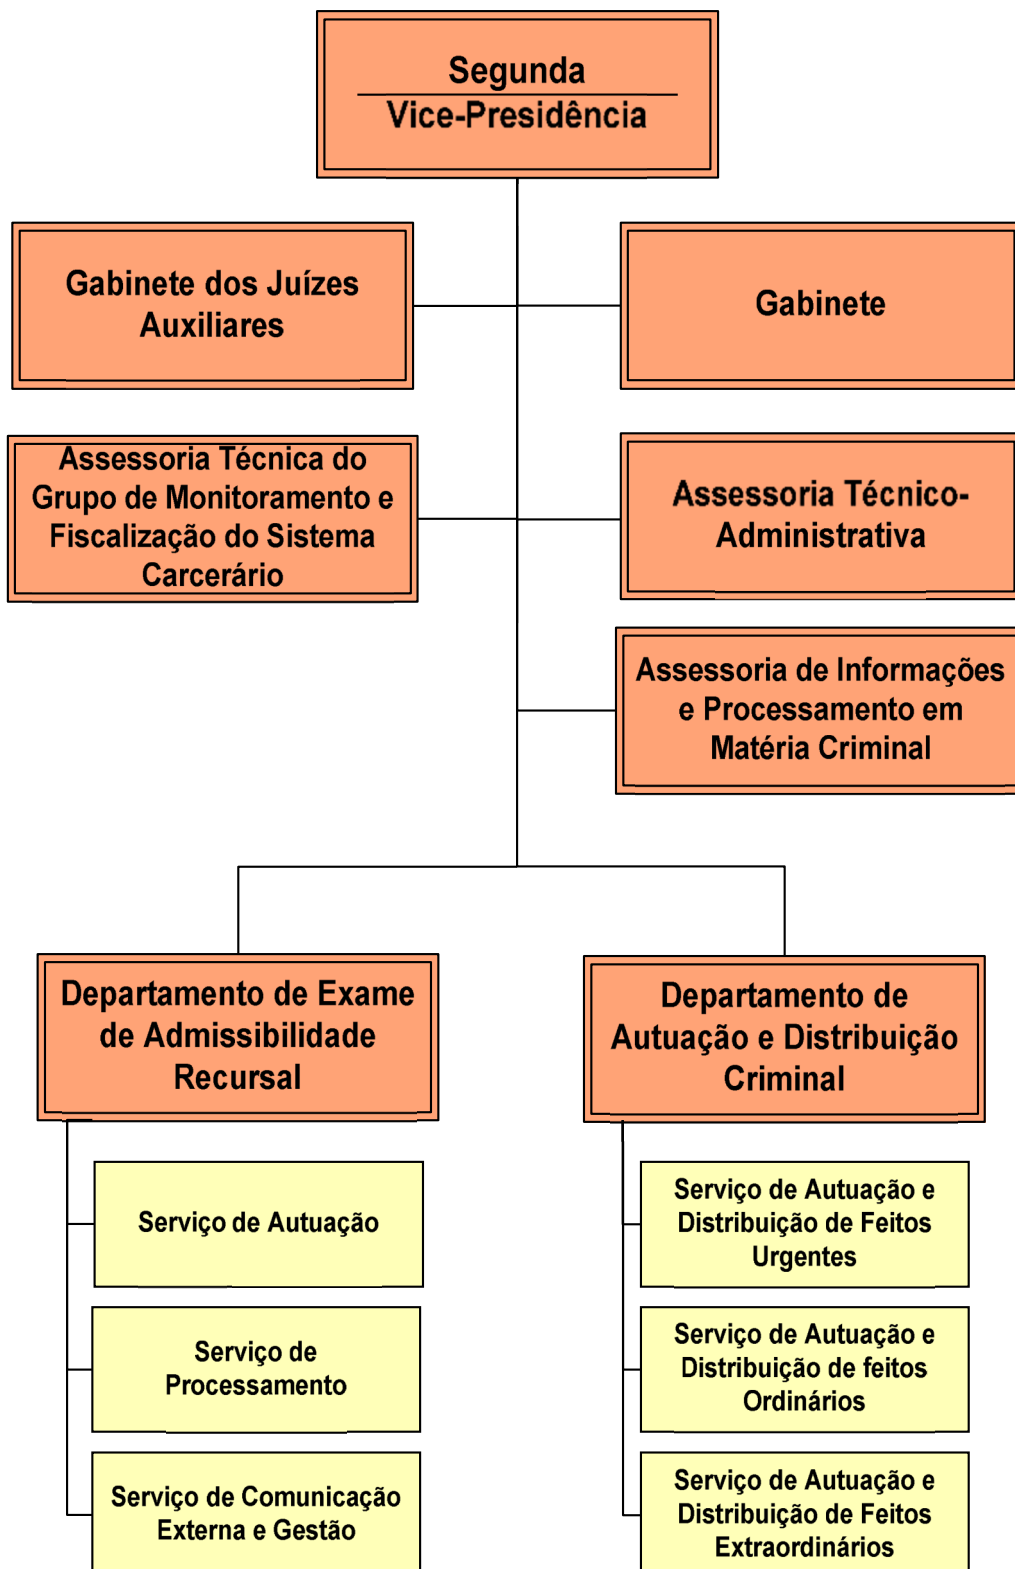 Segunda
Vice-Presidência
Gabinete dos Juízes
Auxiliares
Gabinete
Assessoria Técnica do
Grupo de Monitoramento e
Fiscalização do Sistema
Carcerário
Assessoria Técnico-
Administrativa
Assessoria de Informações
e Processamento em
Matéria Criminal
Departamento de Exame
de Admissibilidade
Recursal
Departamento de
Autuação e Distribuição
Criminal
Serviço de Autuação
Serviço de
Processamento
Serviço de Comunicação
Externa e Gestão
Serviço de Autuação e
Distribuição de Feitos
Urgentes
Serviço de Autuação e
Distribuição de feitos
Ordinários
Serviço de Autuação e
Distribuição de Feitos
Extraordinários